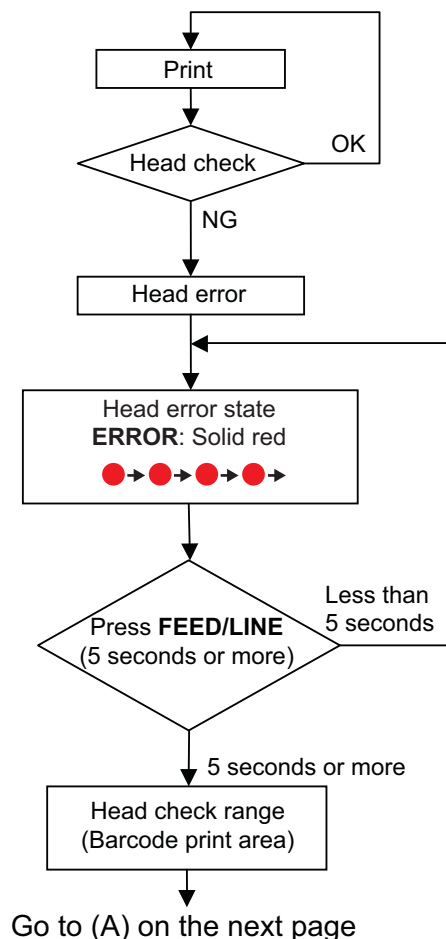 Print
Head check
OK
NG
Head error
Head error state
ERROR: Solid red
Press FEED/LINE
(5 seconds or more)
Less than
5 seconds
5 seconds or more
Head check range
(Barcode print area)
Go to (A) on the next page